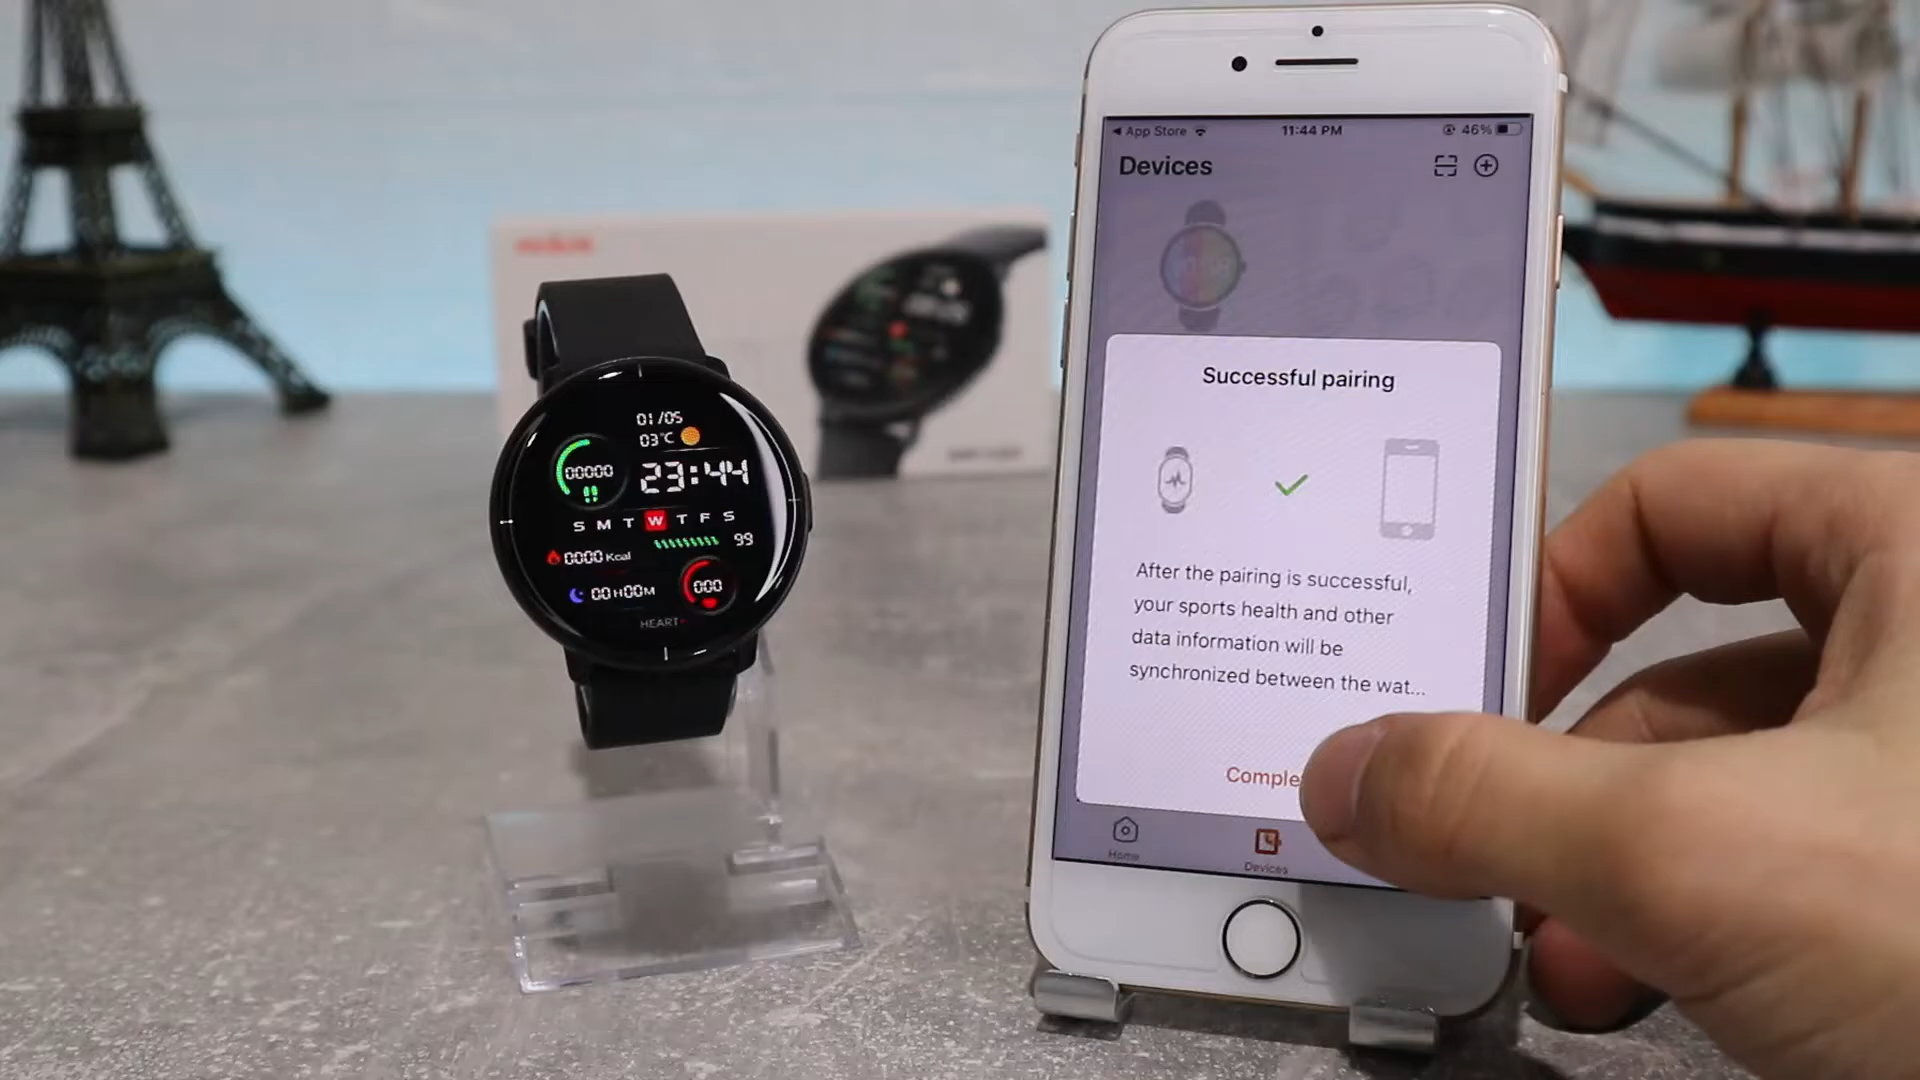 01/05
03°C
00000
23:44
S M T W T F S
0000 Kcal
99
00H00M
000
HEART
App Store
11:44 PM
46%
Devices
Successful pairing
After the pairing is successful,
your sports health and other
data information will be
synchronized between the wat...
Comple
Home
Devices